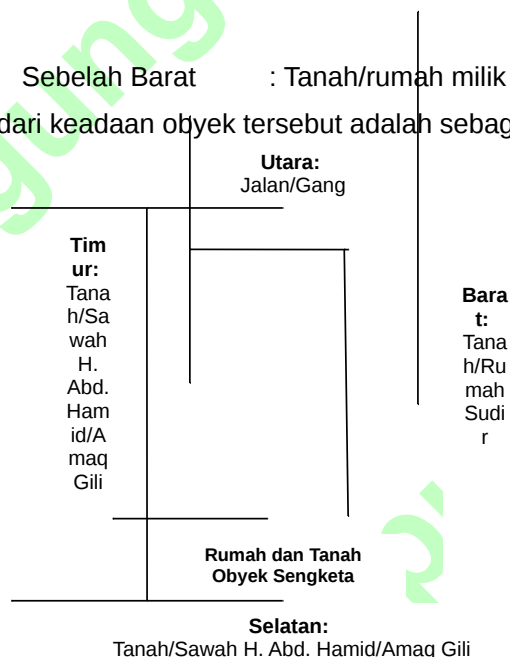 Sebelah Barat : Tanah/rumah milik
dari keadaan obyek tersebut adalah sebag
Utara:
Jalan/Gang
Tim
ur:
Tana
h/Sa
wah
H.
Abd.
Ham
id/A
maq
Gili
Bara
t:
Tana
h/Ru
mah
Sudi
r
Rumah dan Tanah
Obyek Sengketa
Selatan:
Tanah/Sawah H. Abd. Hamid/Amaq Gili